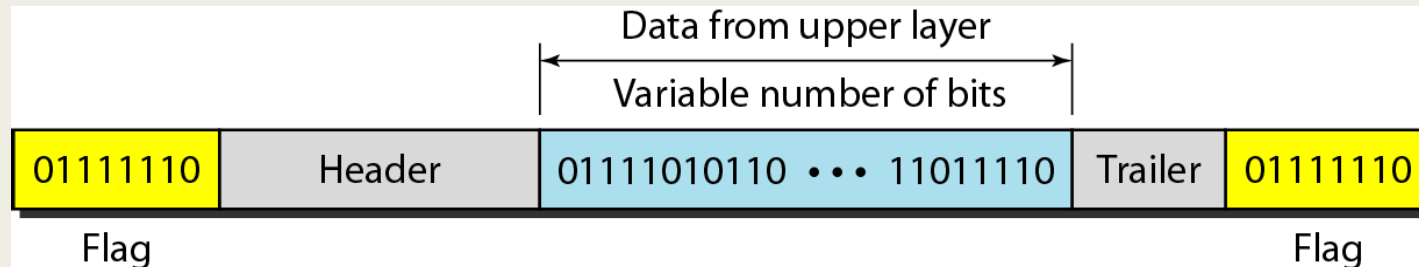 Data from upper layer
Variable number of bits
01111110 Header 01111010110 ••• 11011110 Trailer 01111110
Flag Flag